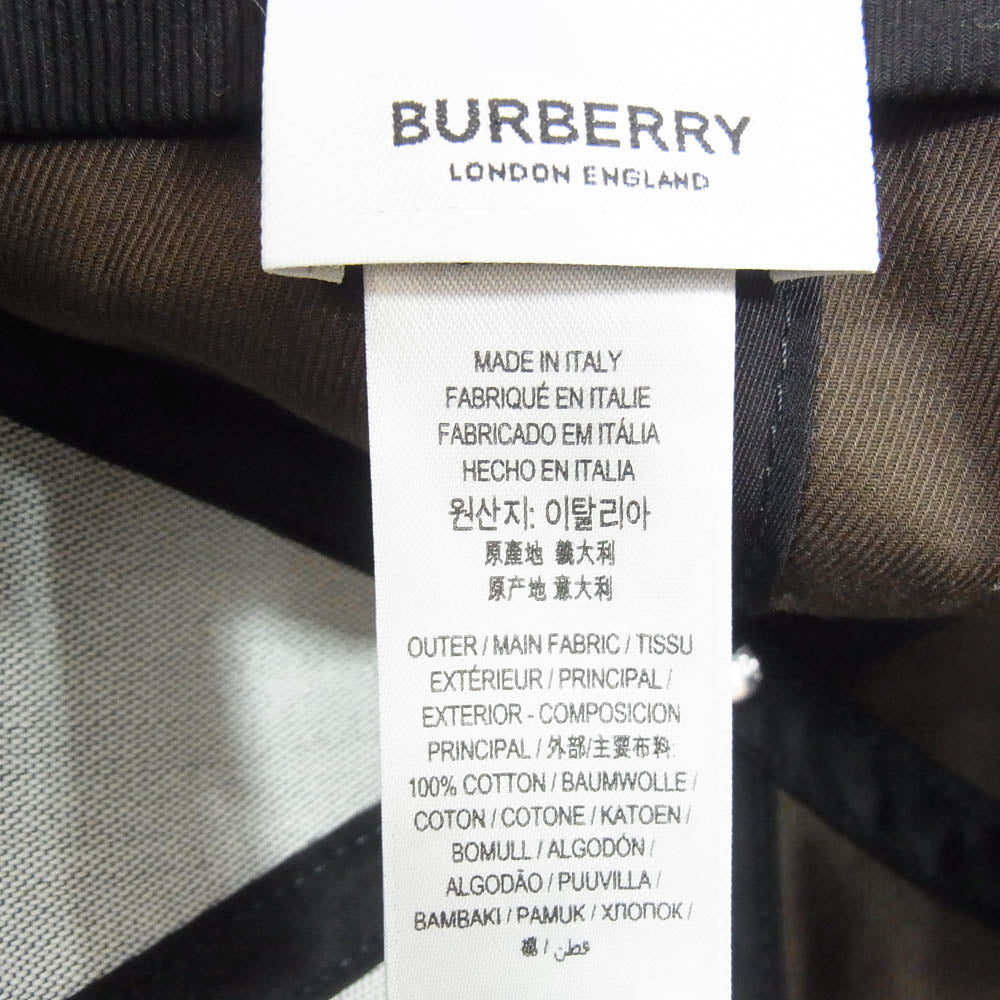 BURBERRY
LONDON ENGLAND
MADE IN ITALY
FABRIQUÉ EN ITALIE
FABRICADO EM ITÁLIA
HECHO EN ITALIA
원산지: 이탈리아
原產地 義大利
原产地 意大利
OUTER / MAIN FABRIC / TISSU
EXTÉRIEUR / PRINCIPAL /
EXTERIOR - COMPOSICION
PRINCIPAL / 外部/主要布料:
100% COTTON / BAUMWOLLE /
COTON / COTONE / KATOEN /
BOMULL / ALGODÓN /
ALGODÃO / PUUVILLA /
BAMBAKI / PAMUK / ХЛОПОК /
棉 / قطن /